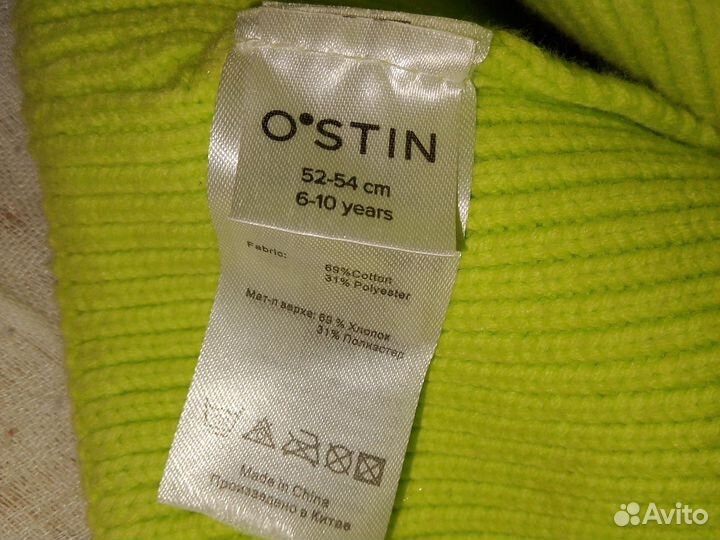 O'STIN
52-54 cm
6-10 years
Fabric: 69%Cotton
31% Polyester
Мат-л верха: 69 % Хлопок
31% Полиэстер
Made in China
Произведено в Китае
Avito